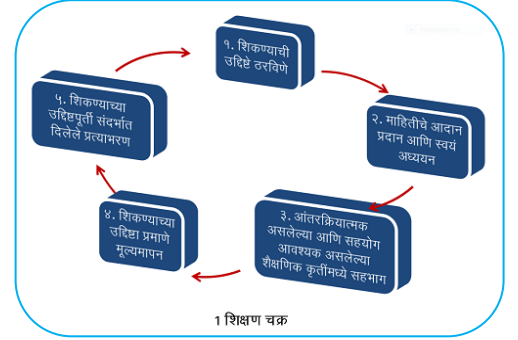 १. शिकण्याची
उद्दिष्टे ठरविणे
२. माहितीचे आदान
प्रदान आणि स्वयं
अध्ययन
३. आंतरक्रियात्मक
असलेल्या आणि सहयोग
आवश्यक असलेल्या
शैक्षणिक कृतींमध्ये सहभाग
४. शिकण्याच्या
उद्दिष्टा प्रमाणे
मूल्यमापन
५. शिकण्याच्या
उद्दिष्टपूर्ती संदर्भात
दिलेले प्रत्याभरण
1 शिक्षण चक्र